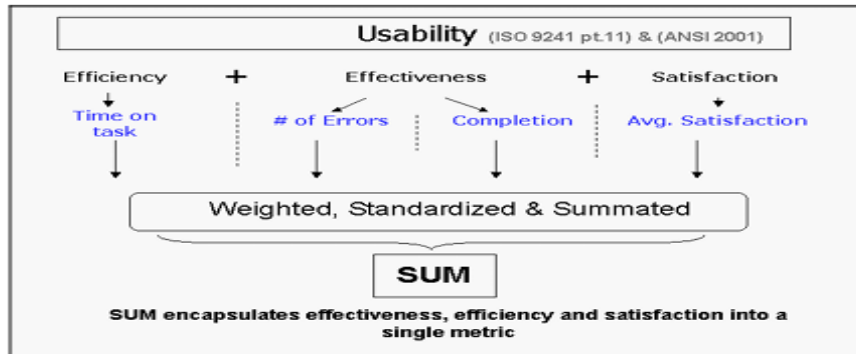 Usability (ISO 9241 pt.11) & (ANSI 2001)
Efficiency + Effectiveness + Satisfaction
Time on task
# of Errors
Completion
Avg. Satisfaction
Weighted, Standardized & Summated
SUM
SUM encapsulates effectiveness, efficiency and satisfaction into a
single metric